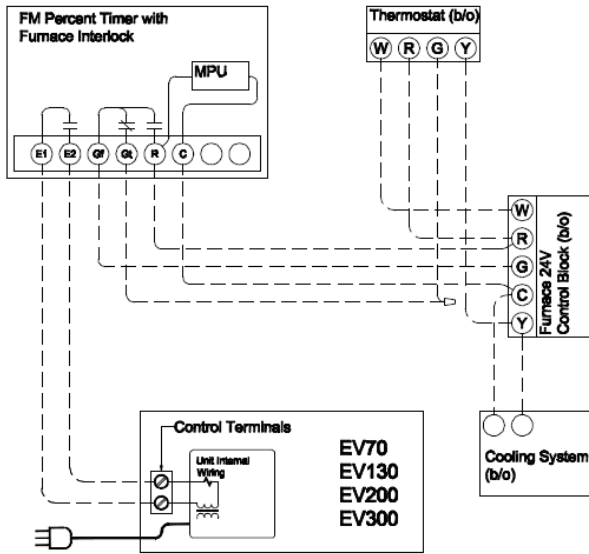 FM Percent Timer with
Furnace Interlock
MPU
E1 E2 Gf Gt R C
Thermostat (b/o)
W R G Y
W
R
G
C
Y
Furnace 24V
Control Block (b/o)
Cooling System
(b/o)
Control Terminals
Unit Internal
Wiring
EV70
EV130
EV200
EV300